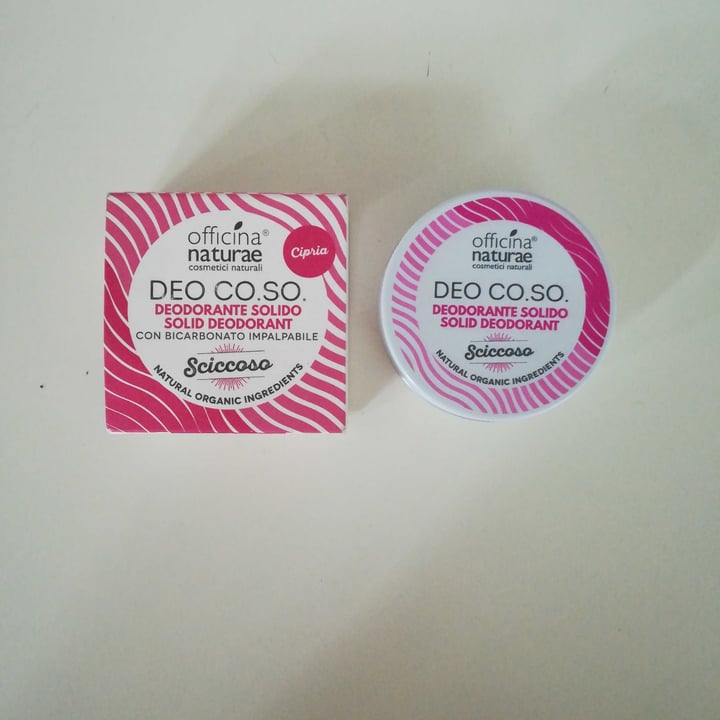 officina®
naturae
cosmetici naturali
Cipria
DEO CO.SO.
DEODORANTE SOLIDO
SOLID DEODORANT
CON BICARBONATO IMPALPABILE
Sciccoso
NATURAL ORGANIC INGREDIENTS
officina®
naturae
cosmetici naturali
DEO CO.SO.
DEODORANTE SOLIDO
SOLID DEODORANT
Sciccoso
NATURAL ORGANIC INGREDIENTS